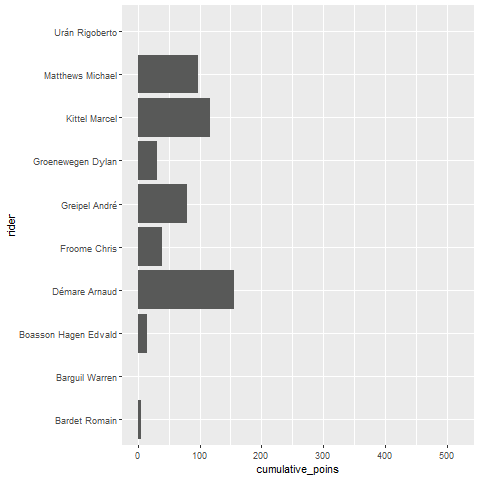 Urán Rigoberto
Matthews Michael
Kittel Marcel
Groenewegen Dylan
Greipel André
Froome Chris
Démare Arnaud
Boasson Hagen Edvald
Barguil Warren
Bardet Romain
rider
0 100 200 300 400 500
cumulative_poins